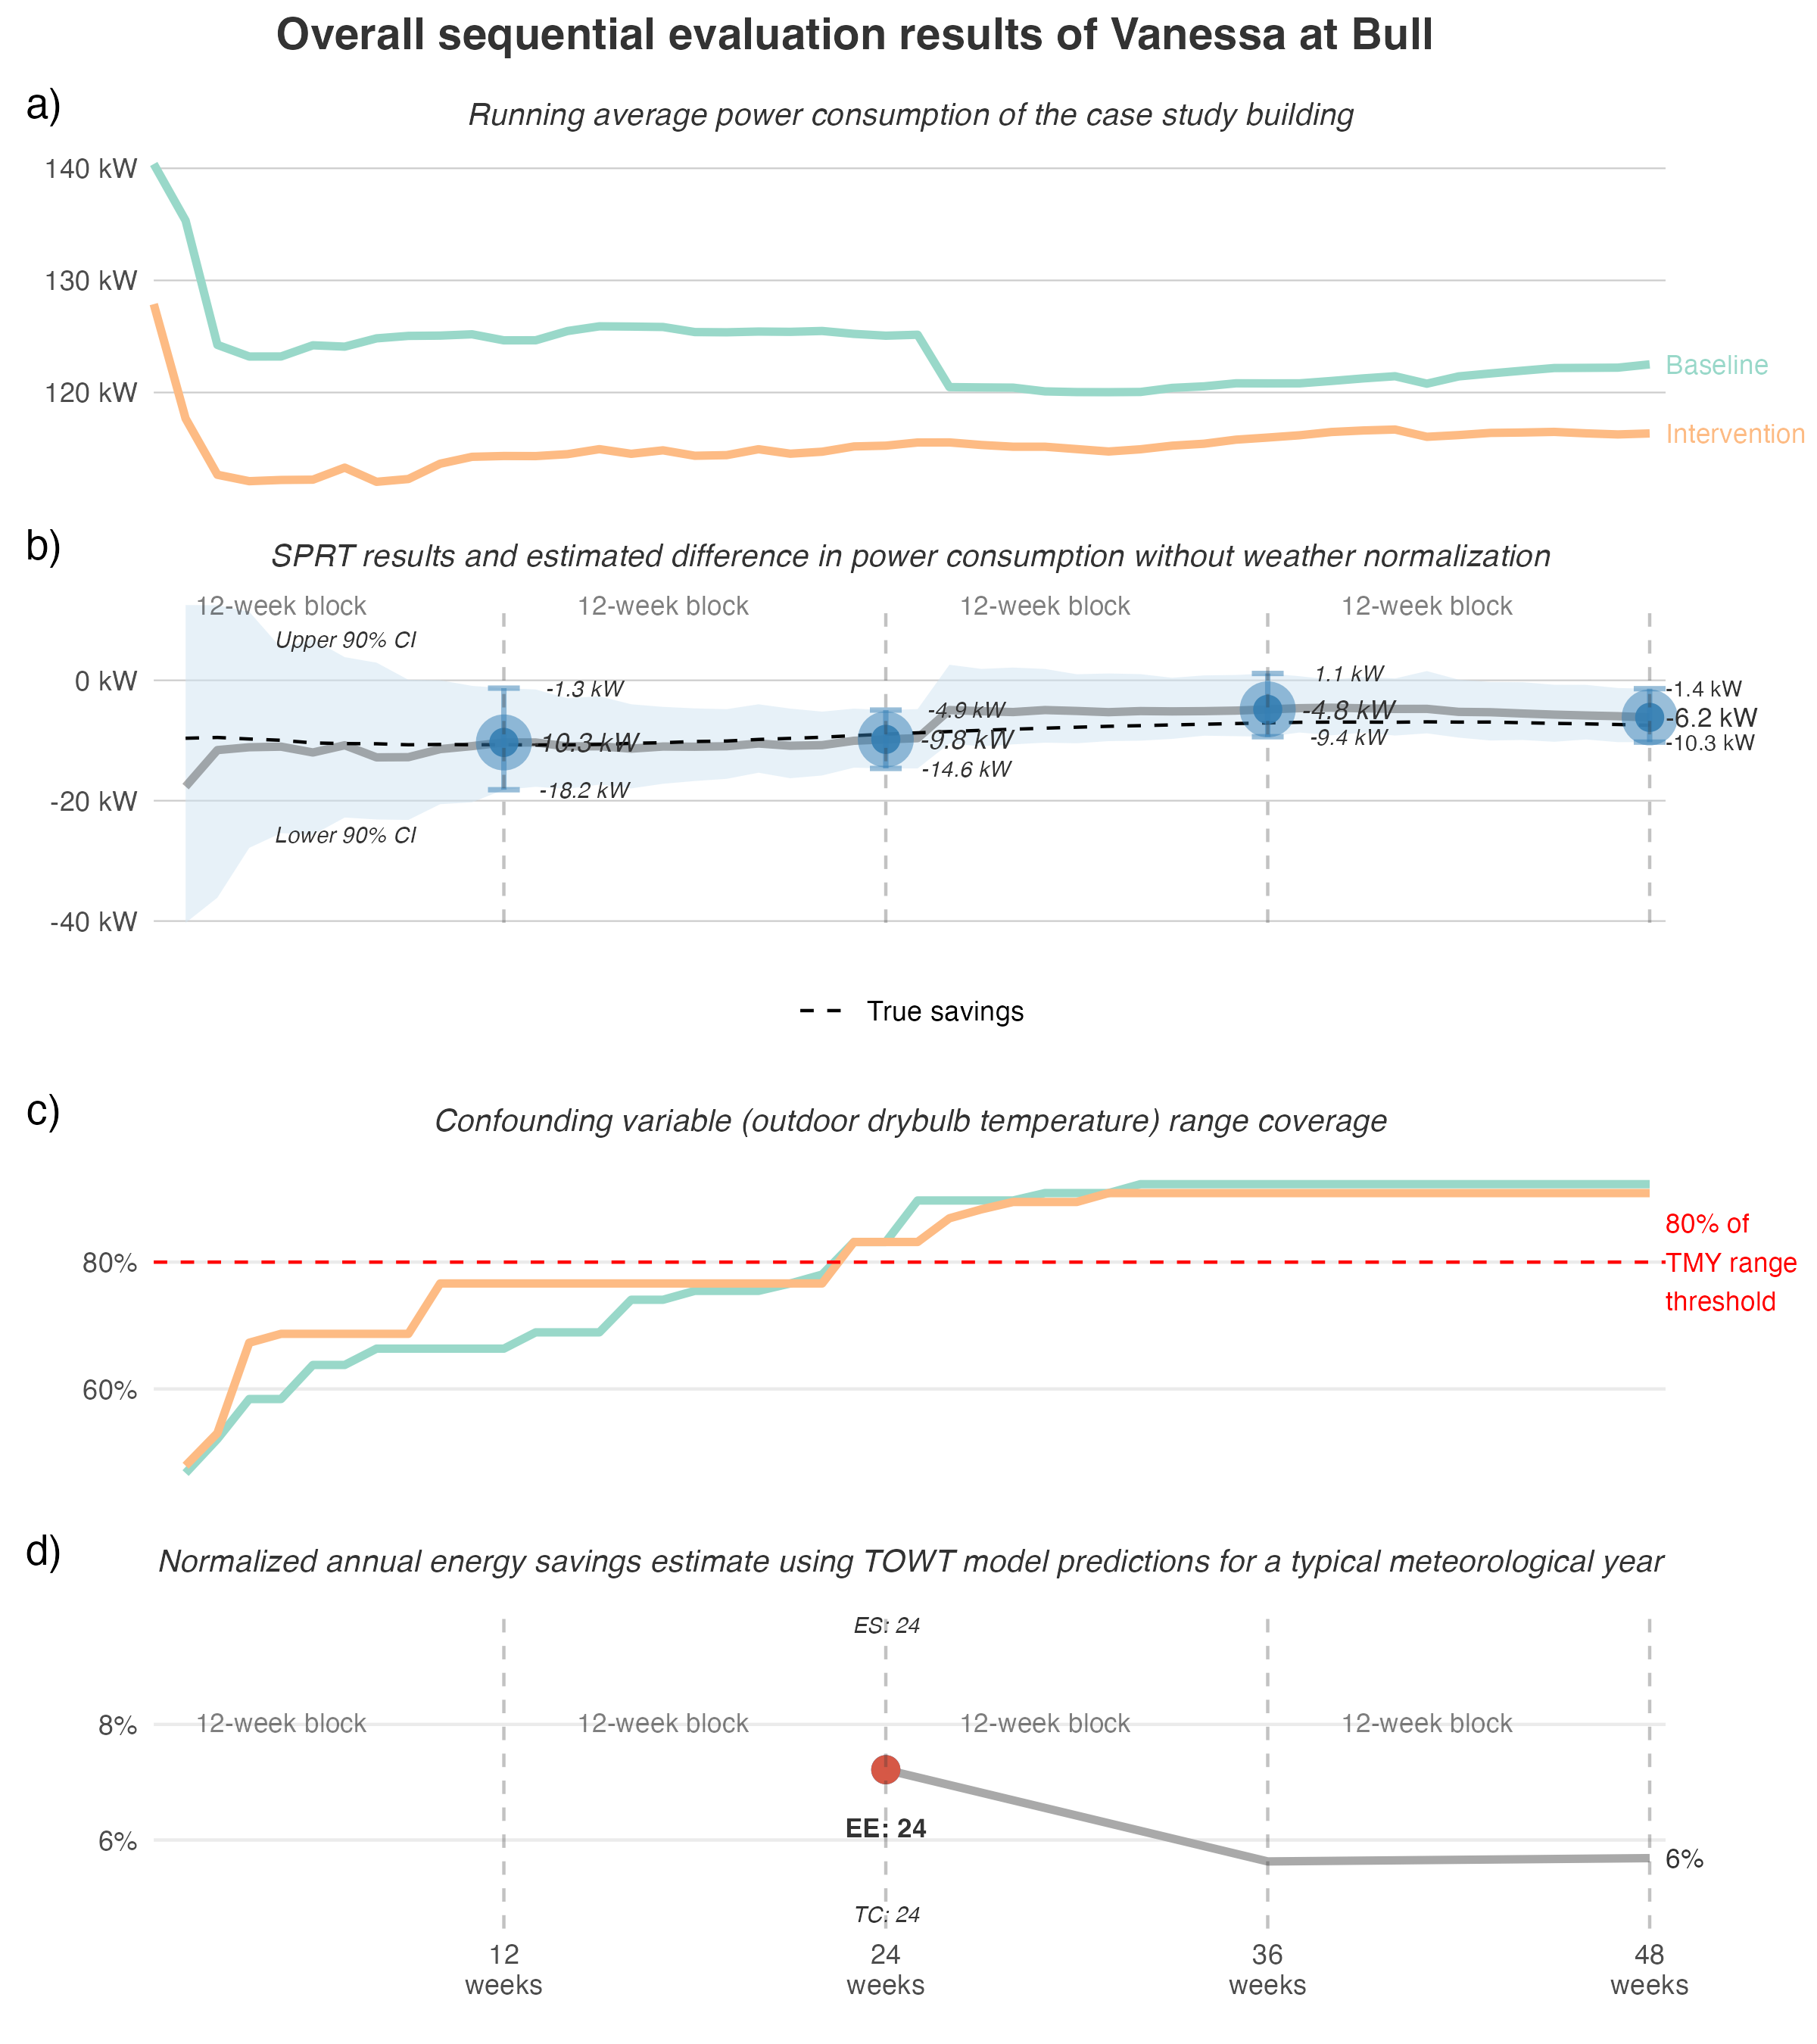 Overall sequential evaluation results of Vanessa at Bull
a)
Running average power consumption of the case study building
140 kW
130 kW
120 kW
Baseline
Intervention
b)
SPRT results and estimated difference in power consumption without weather normalization
12-week block
12-week block
12-week block
12-week block
Upper 90% CI
Lower 90% CI
0 kW
-20 kW
-40 kW
-1.3 kW
-10.3 kW
-18.2 kW
-4.9 kW
-9.8 kW
-14.6 kW
1.1 kW
-4.8 kW
-9.4 kW
-1.4 kW
-6.2 kW
-10.3 kW
True savings
c)
Confounding variable (outdoor drybulb temperature) range coverage
80%
60%
80% of
TMY range
threshold
d)
Normalized annual energy savings estimate using TOWT model predictions for a typical meteorological year
ES: 24
8%
12-week block
12-week block
12-week block
12-week block
6%
EE: 24
6%
TC: 24
12
weeks
24
weeks
36
weeks
48
weeks